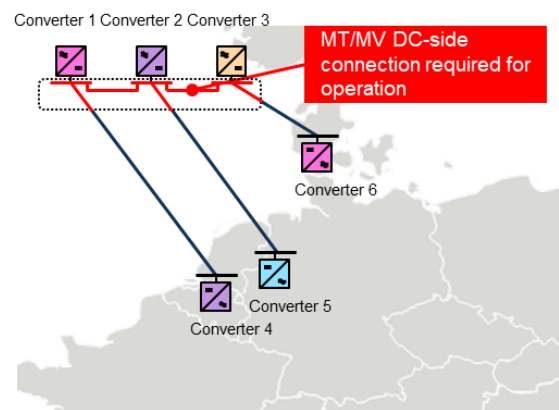 Converter 1 Converter 2 Converter 3
MT/MV DC-side
connection required for
operation
Converter 6
Converter 5
Converter 4